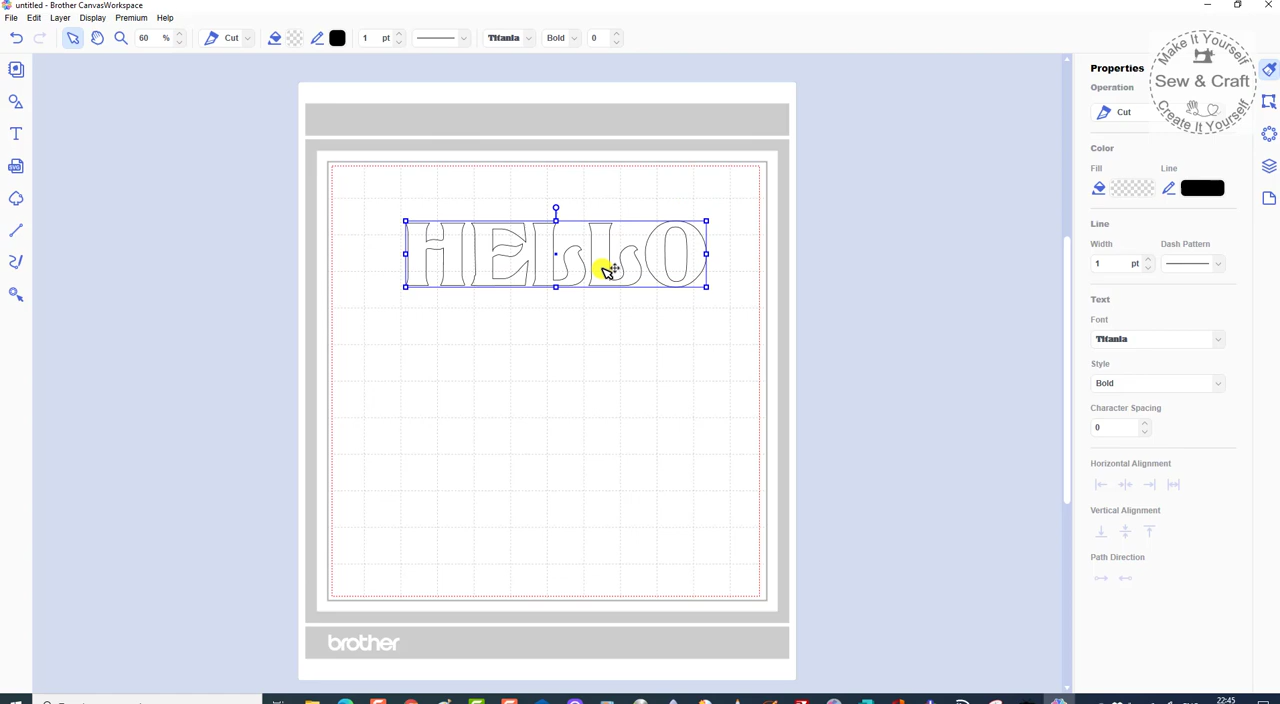 untitled - Brother CanvasWorkspace
File Edit Layer Display Premium Help
60 % Cut 1 pt Titania Bold 0
Make It Yourself
Sew & Craft
Create It Yourself
Properties
Operation
Cut
Color
Fill Line
Line
Width Dash Pattern
1 pt
Text
Font
Titania
Style
Bold
Character Spacing
0
Horizontal Alignment
Vertical Alignment
Path Direction
HELLO
brother
22:45